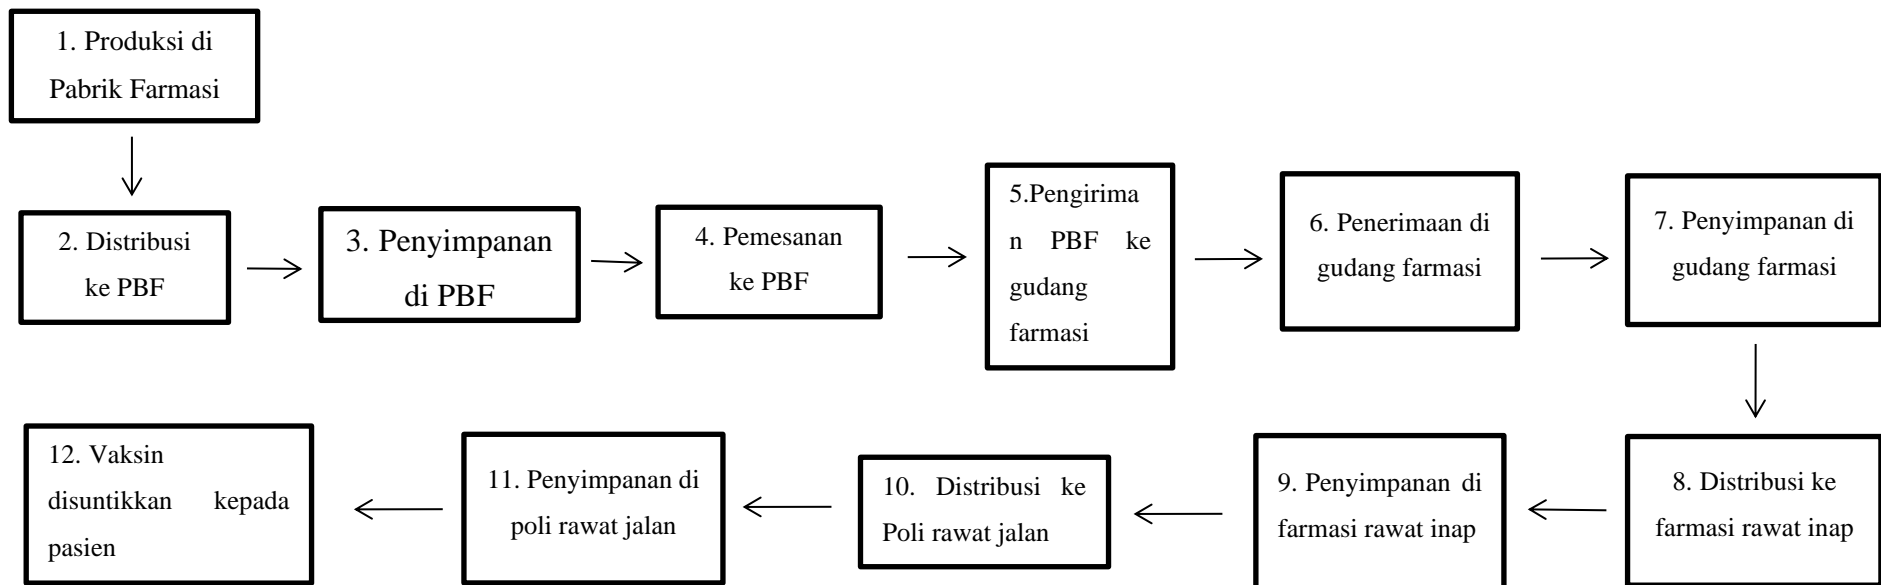 1. Produksi di
Pabrik Farmasi
2. Distribusi
ke PBF
3. Penyimpanan
di PBF
4. Pemesanan
ke PBF
5.Pengirima
n PBF ke
gudang
farmasi
6. Penerimaan di
gudang farmasi
7. Penyimpanan di
gudang farmasi
8. Distribusi ke
farmasi rawat inap
9. Penyimpanan di
farmasi rawat inap
10. Distribusi ke
Poli rawat jalan
11. Penyimpanan di
poli rawat jalan
12. Vaksin
disuntikkan kepada
pasien